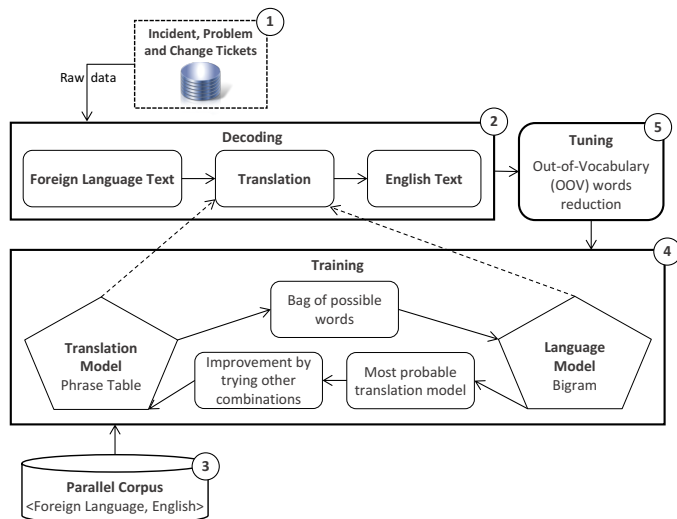 1
Incident, Problem
and Change Tickets
Raw data
2
Decoding
Foreign Language Text
Translation
English Text
5
Tuning
Out-of-Vocabulary
(OOV) words
reduction
4
Training
Bag of possible
words
Translation
Model
Phrase Table
Improvement by
trying other
combinations
Most probable
translation model
Language
Model
Bigram
3
Parallel Corpus
<Foreign Language, English>